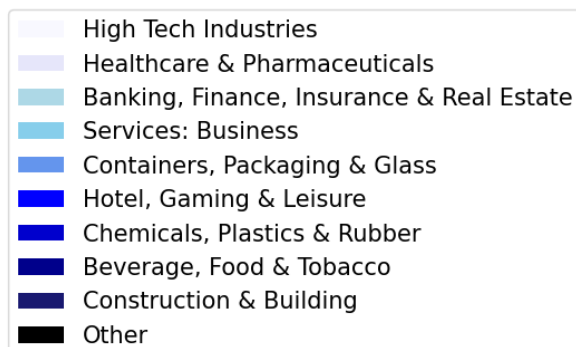 High Tech Industries
Healthcare & Pharmaceuticals
Banking, Finance, Insurance & Real Estate
Services: Business
Containers, Packaging & Glass
Hotel, Gaming & Leisure
Chemicals, Plastics & Rubber
Beverage, Food & Tobacco
Construction & Building
Other